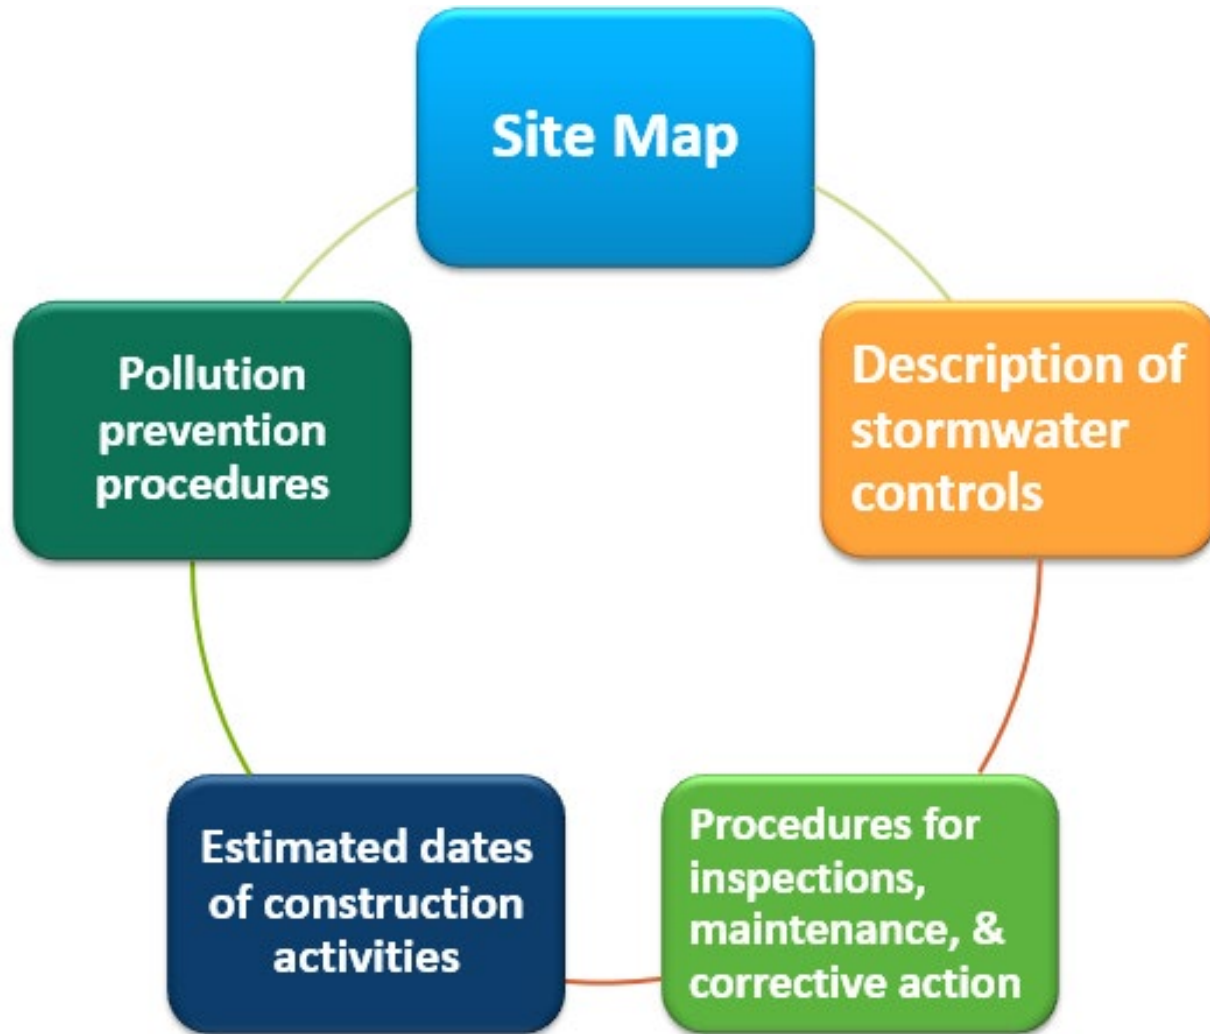 Site Map
Pollution
prevention
procedures
Description of
stormwater
controls
Estimated dates
of construction
activities
Procedures for
inspections,
maintenance, &
corrective action